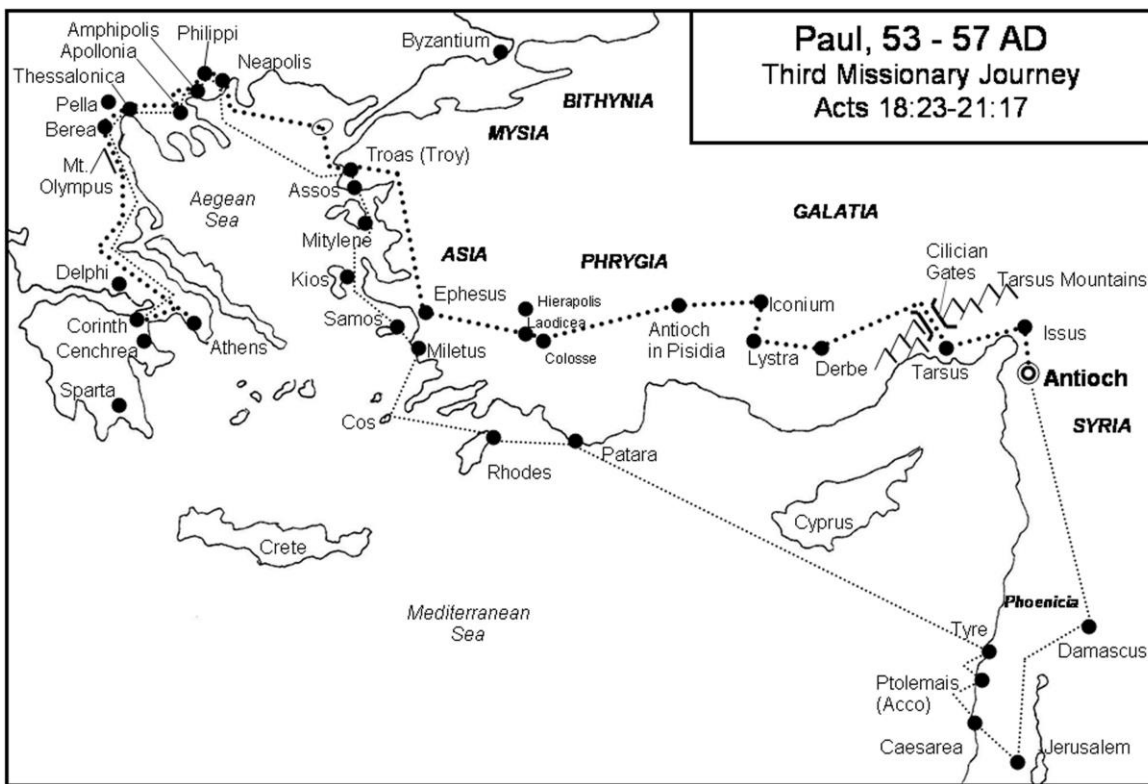 Paul, 53 - 57 AD
Third Missionary Journey
Acts 18:23-21:17
Amphipolis
Apollonia
Thessalonica
Philippi
Neapolis
Byzantium
BITHYNIA
Pella
Berea
MYSIA
Mt.
Olympus
Troas (Troy)
Assos
Aegean
Sea
Mitylene
GALATIA
ASIA
PHRYGIA
Cilician
Gates
Tarsus Mountains
Delphi
Kios
Ephesus
Hierapolis
Laodicea
Colosse
Iconium
Corinth
Samos
Antioch
in Pisidia
Issus
Cenchrea
Athens
Miletus
Lystra
Derbe
Tarsus
Antioch
Sparta
Cos
SYRIA
Rhodes
Patara
Cyprus
Crete
Mediterranean
Sea
Phoenicia
Tyre
Damascus
Ptolemais
(Acco)
Caesarea
Jerusalem